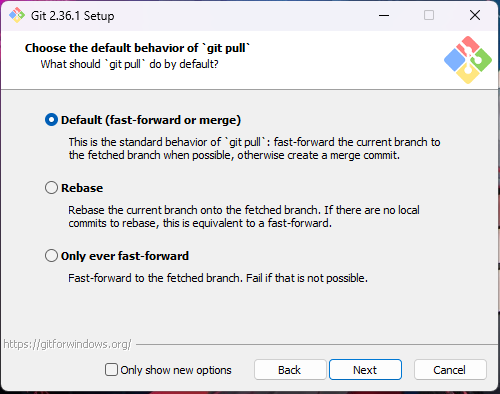 Git 2.36.1 Setup
Choose the default behavior of `git pull`
What should `git pull` do by default?
Default (fast-forward or merge)
This is the standard behavior of `git pull`: fast-forward the current branch to
the fetched branch when possible, otherwise create a merge commit.
Rebase
Rebase the current branch onto the fetched branch. If there are no local
commits to rebase, this is equivalent to a fast-forward.
Only ever fast-forward
Fast-forward to the fetched branch. Fail if that is not possible.
https://gitforwindows.org/
Only show new options
Back
Next
Cancel